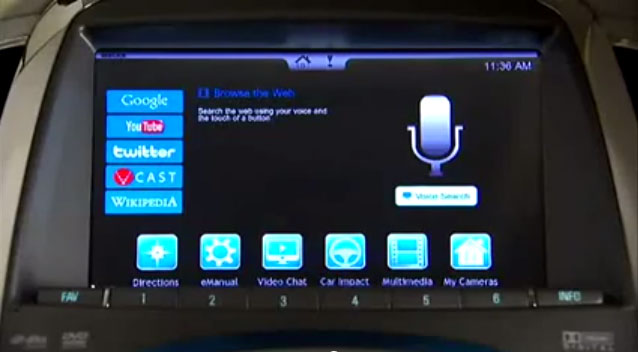 11:36 AM
Google
Browse the Web
Search the web using your voice and
the touch of a button
YouTube
twitter
V CAST
WIKIPEDIA
Voice Search
Directions eManual Video Chat Car Impact Multimedia My Cameras
FAV 1 2 3 4 5 6 INFO
DIGITAL